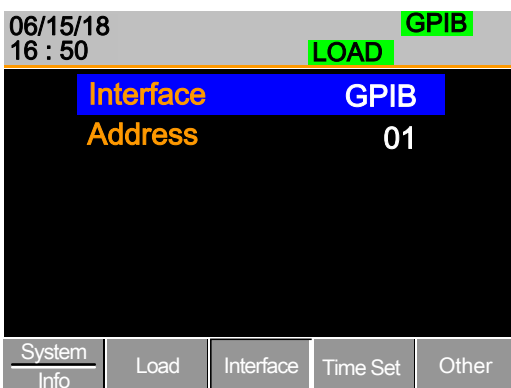 06/15/18 GPIB
16 : 50 LOAD
Interface GPIB
Address 01
System Info Load Interface Time Set Other